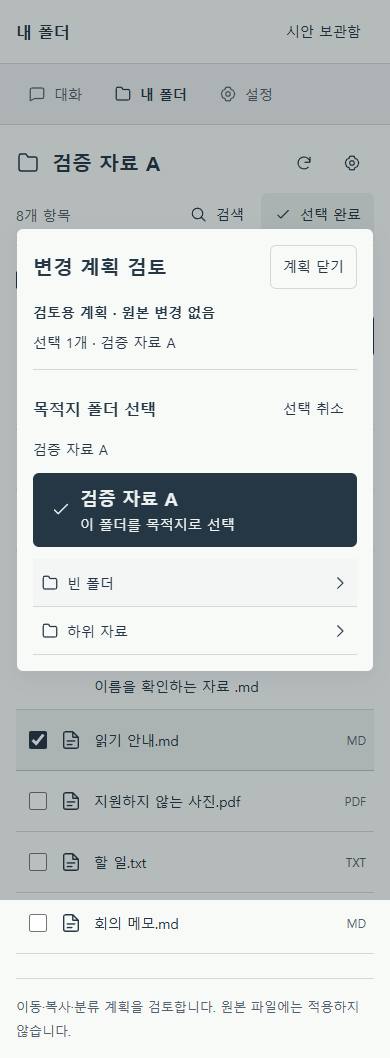 내 폴더
시안 보관함
대화
내 폴더
설정
검증 자료 A
8개 항목
검색
선택 완료
변경 계획 검토
계획 닫기
검토용 계획 · 원본 변경 없음
선택 1개 · 검증 자료 A
목적지 폴더 선택
선택 취소
검증 자료 A
검증 자료 A
이 폴더를 목적지로 선택
빈 폴더
하위 자료
이름을 확인하는 자료 .md
읽기 안내.md
MD
지원하지 않는 사진.pdf
PDF
할 일.txt
TXT
회의 메모.md
MD
이동·복사·분류 계획을 검토합니다. 원본 파일에는 적용하지
않습니다.